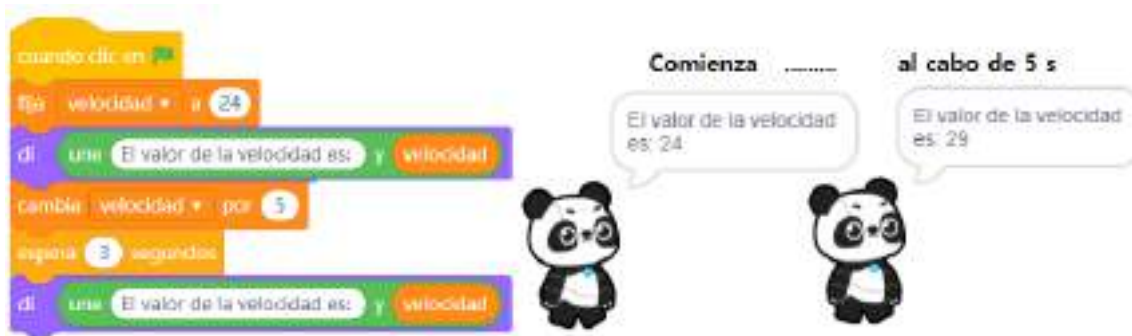 cuando clic en
fija velocidad a 24
di une El valor de la velocidad es: y velocidad
cambia velocidad por 5
espera 3 segundos
di une El valor de la velocidad es: y velocidad
Comienza ......... al cabo de 5 s
El valor de la velocidad
es: 24
El valor de la velocidad
es: 29